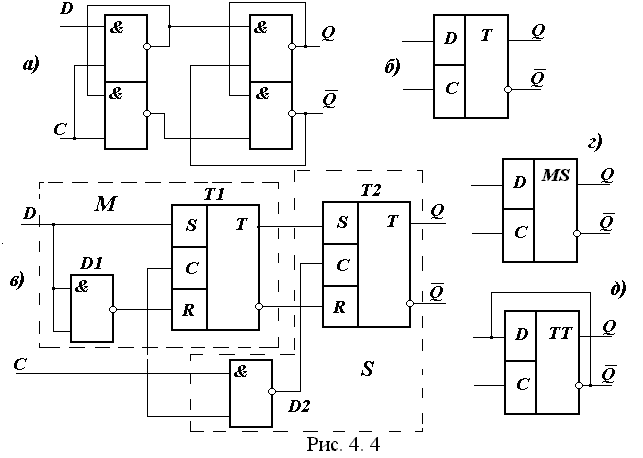 а)
D
C
&
&
&
&
Q
Q̅
б)
D T
C
Q
Q̅
г)
D MS
C
Q
Q̅
в)
M
D
D1
&
T1
S T
C
R
T2
S T
C
R
Q
Q̅
C
&
D2
S
д)
D TT
C
Q
Q̅
Рис. 4. 4